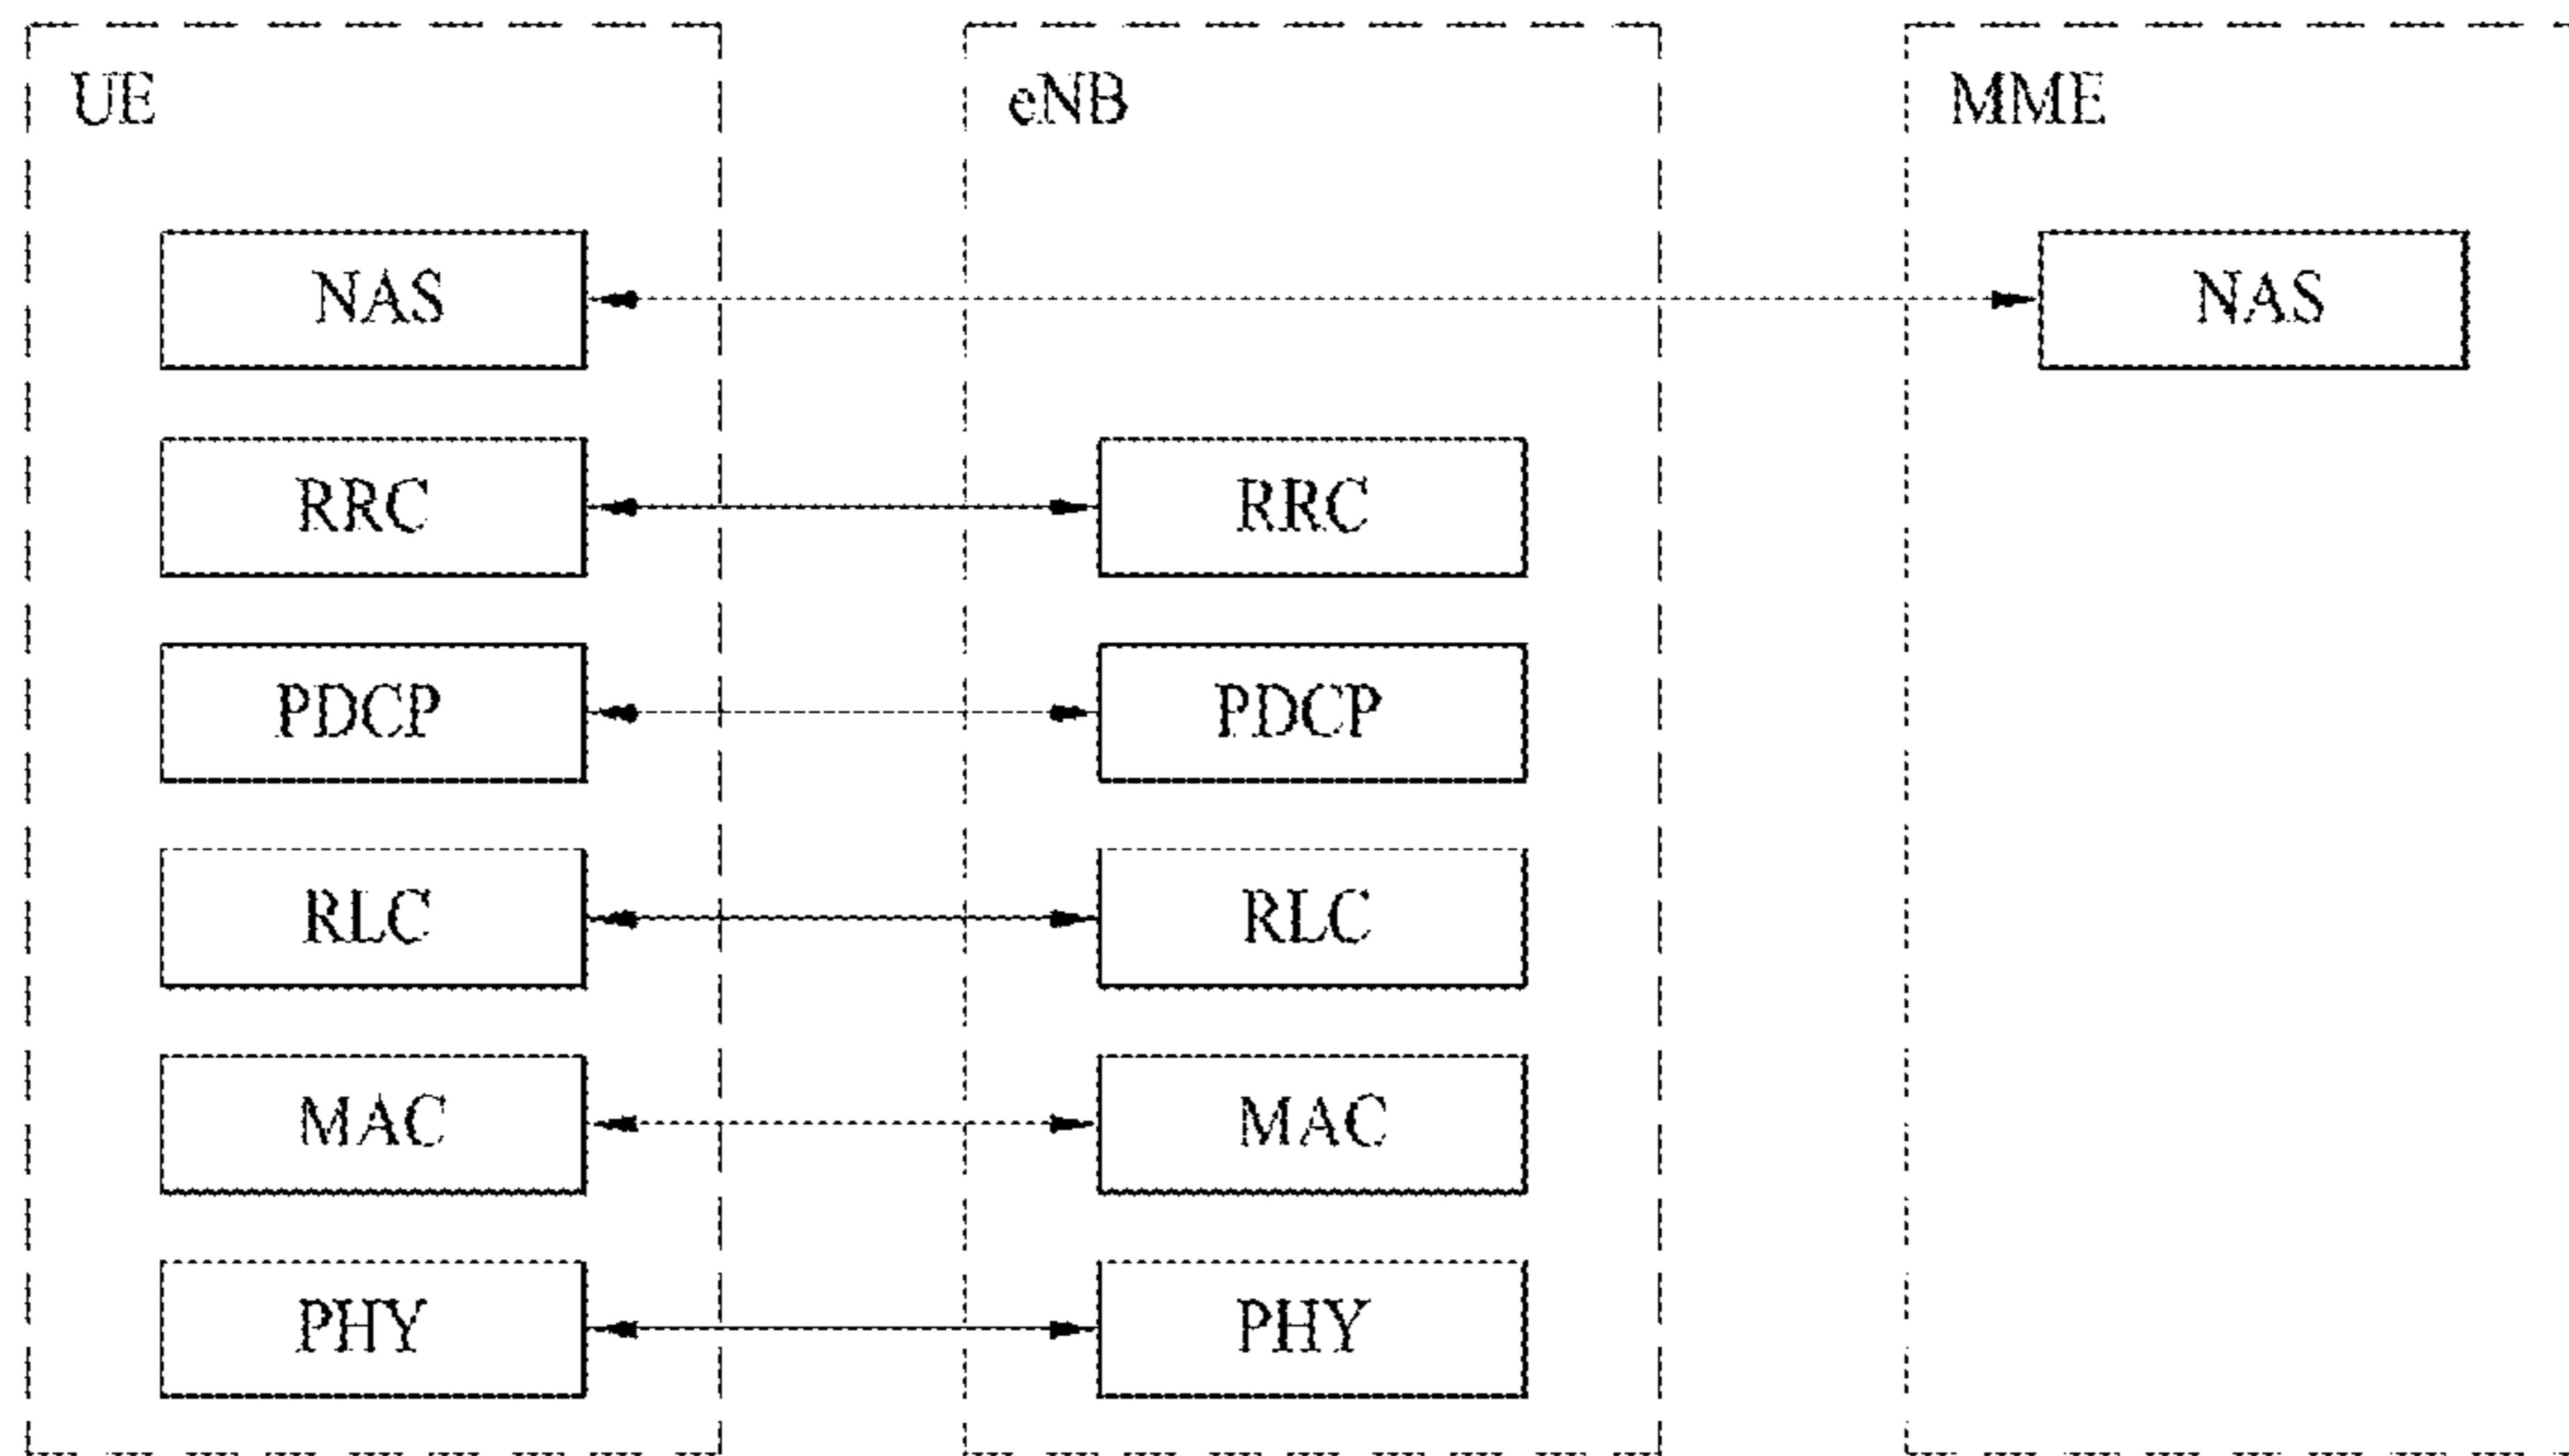 UE eNB MME
NAS NAS
RRC RRC
PDCP PDCP
RLC RLC
MAC MAC
PHY PHY